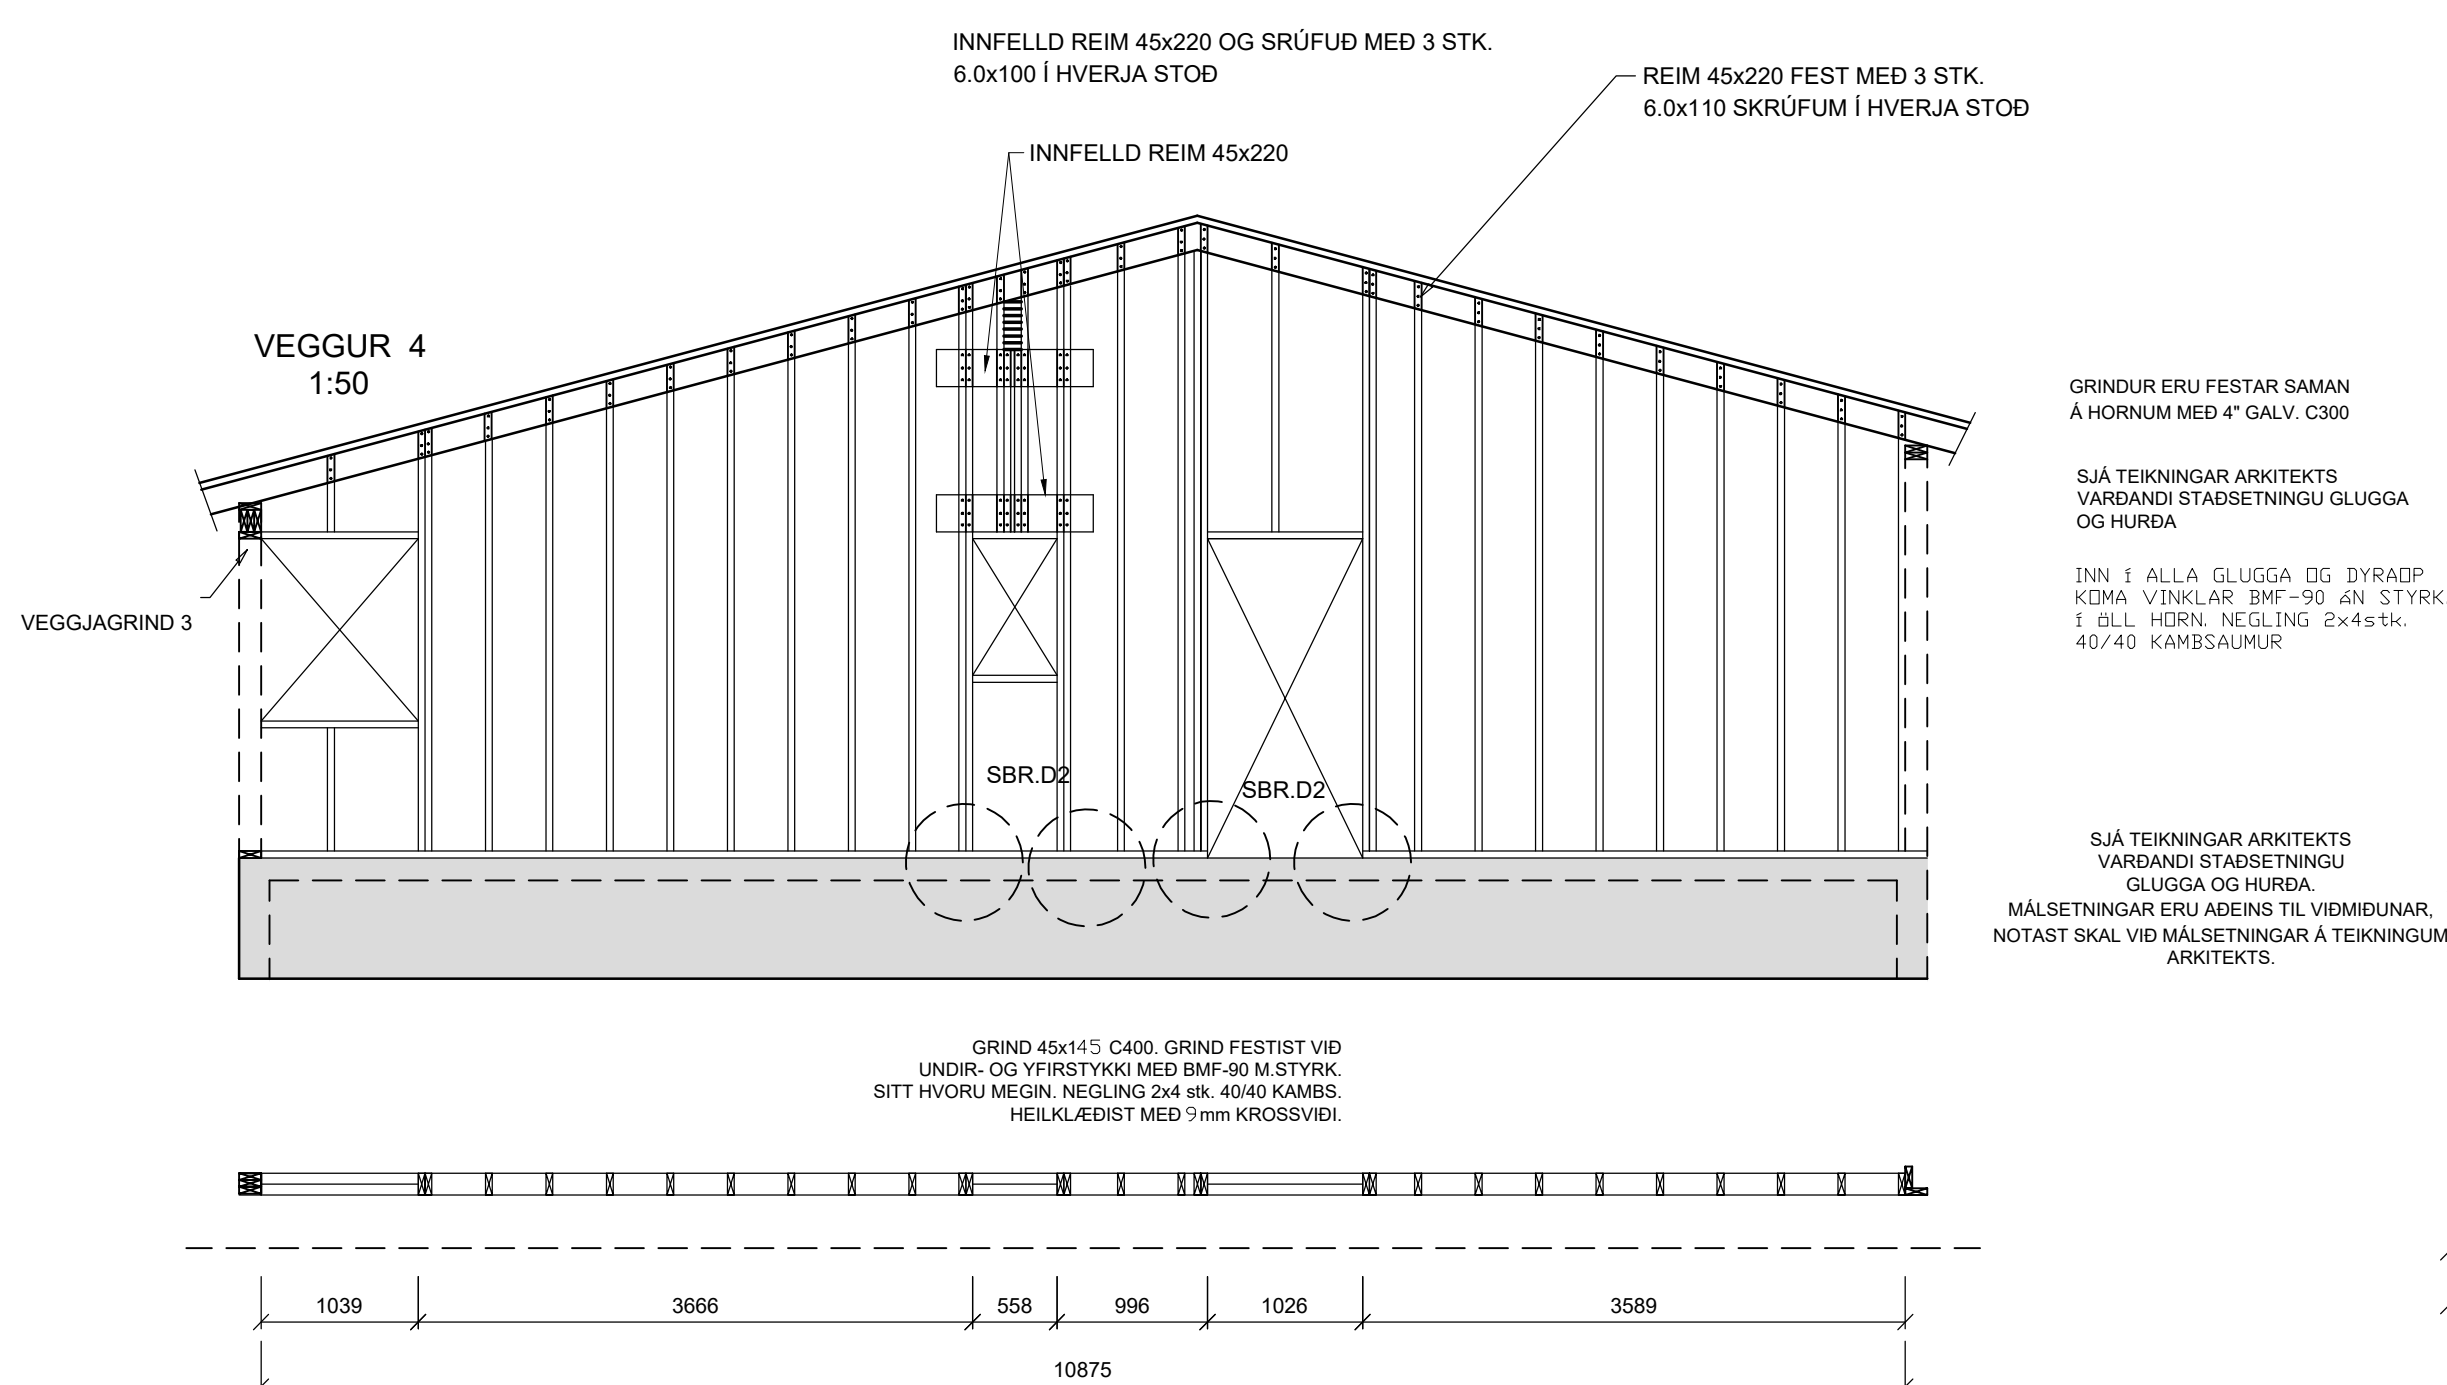 INNFELLD REIM 45x220 OG SRÚFUÐ MEÐ 3 STK.
6.0x100 Í HVERJA STOÐ
REIM 45x220 FEST MEÐ 3 STK.
6.0x110 SKRÚFUM Í HVERJA STOÐ
INNFELLD REIM 45x220
VEGGUR 4
1:50
GRINDUR ERU FESTAR SAMAN
Á HORNUM MEÐ 4" GALV. C300
SJÁ TEIKNINGAR ARKITEKTS
VARÐANDI STAÐSETNINGU GLUGGA
OG HURÐA
INN í ALLA GLUGGA OG DYRAOP
KOMA VINKLAR BMF-90 áN STYRK
í öLL HORN. NEGLING 2x4stk.
40/40 KAMBSAUMUR
VEGGJAGRIND 3
SBR.D2
SBR.D2
SJÁ TEIKNINGAR ARKITEKTS
VARÐANDI STAÐSETNINGU
GLUGGA OG HURÐA.
MÁLSETNINGAR ERU AÐEINS TIL VIÐMIÐUNAR,
NOTAST SKAL VIÐ MÁLSETNINGAR Á TEIKNINGUM
ARKITEKTS.
GRIND 45x145 C400. GRIND FESTIST VIÐ
UNDIR- OG YFIRSTYKKI MEÐ BMF-90 M.STYRK.
SITT HVORU MEGIN. NEGLING 2x4 stk. 40/40 KAMBS.
HEILKLÆÐIST MEÐ 9mm KROSSVIÐI.
1039 3666 558 996 1026 3589
10875